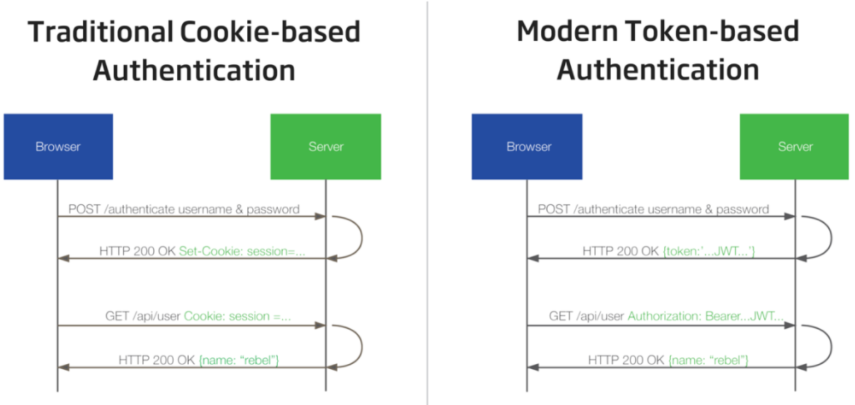 Traditional Cookie-based
Authentication
Browser
Server
POST /authenticate username & password
HTTP 200 OK Set-Cookie: session=...
GET /api/user Cookie: session =...
HTTP 200 OK {name: “rebel”}
Modern Token-based
Authentication
Browser
Server
POST /authenticate username & password
HTTP 200 OK {token:‘...JWT...’}
GET /api/user Authorization: Bearer...JWT...
HTTP 200 OK {name: “rebel”}